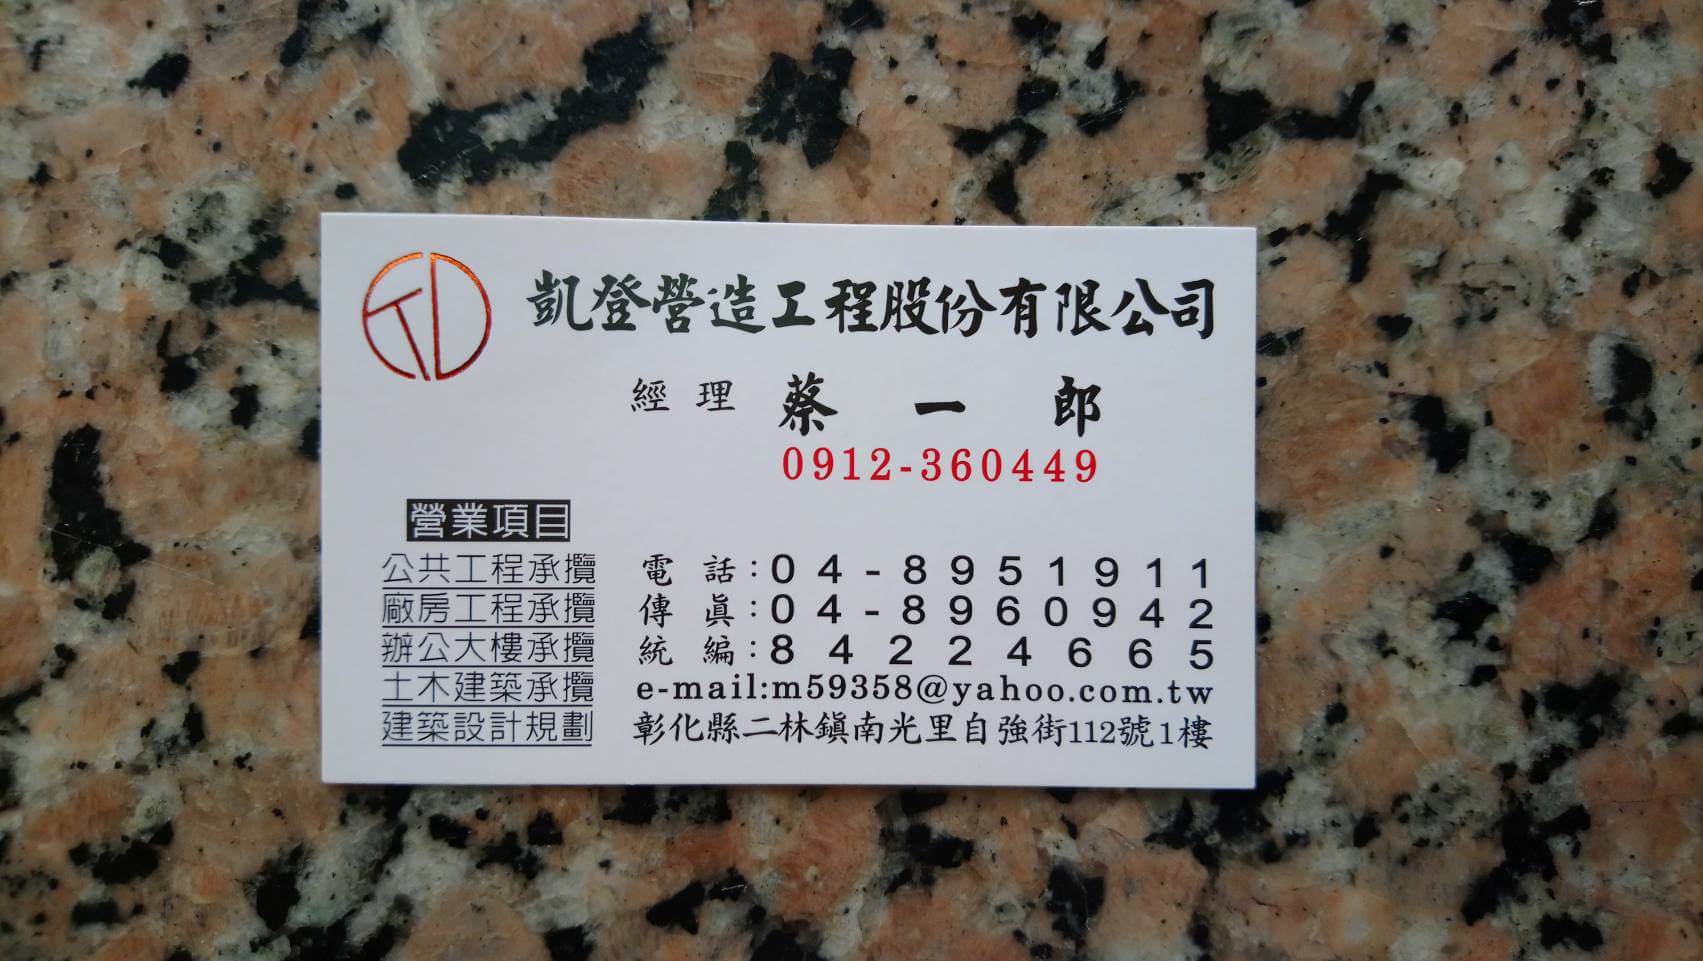 凱登營造工程股份有限公司
經理 蔡一郎
0912-360449
營業項目
公共工程承攬
廠房工程承攬
辦公大樓承攬
土木建築承攬
建築設計規劃
電話:04-8951911
傳眞:04-8960942
統編:84224665
e-mail:m59358@yahoo.com.tw
彰化縣二林鎭南光里自強街112號1樓